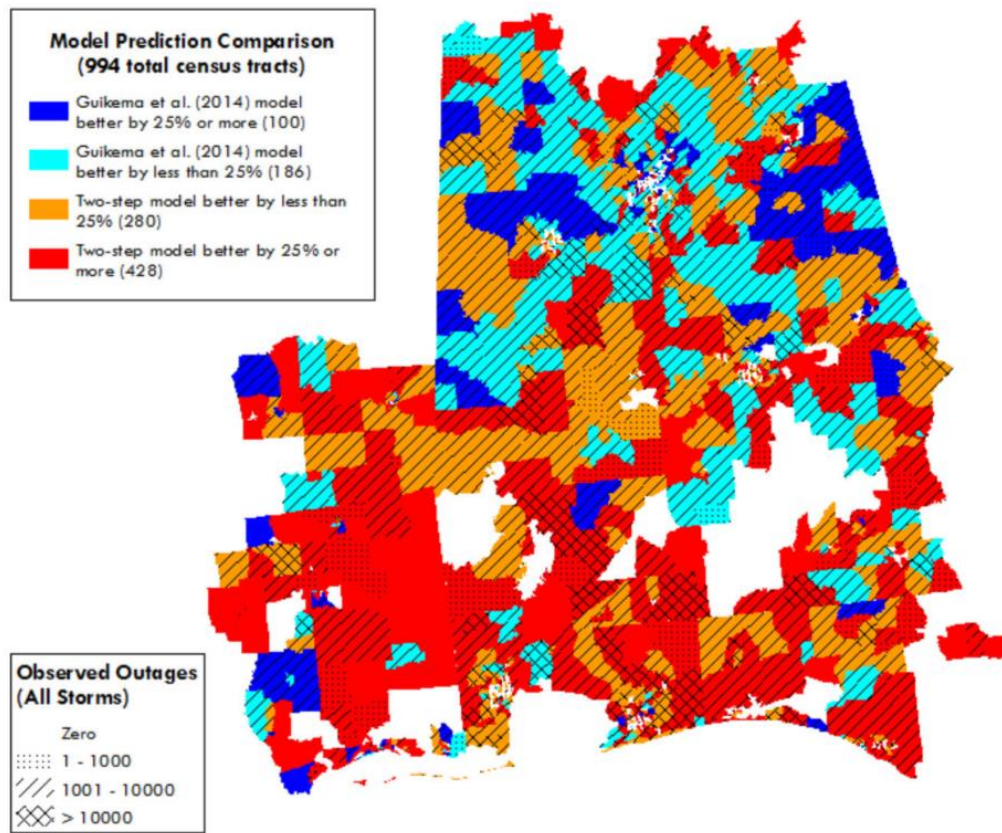 Model Prediction Comparison
(994 total census tracts)
Guikema et al. (2014) model
better by 25% or more (100)
Guikema et al. (2014) model
better by less than 25% (186)
Two-step model better by less than
25% (280)
Two-step model better by 25% or
more (428)
Observed Outages
(All Storms)
Zero
1 - 1000
1001 - 10000
> 10000